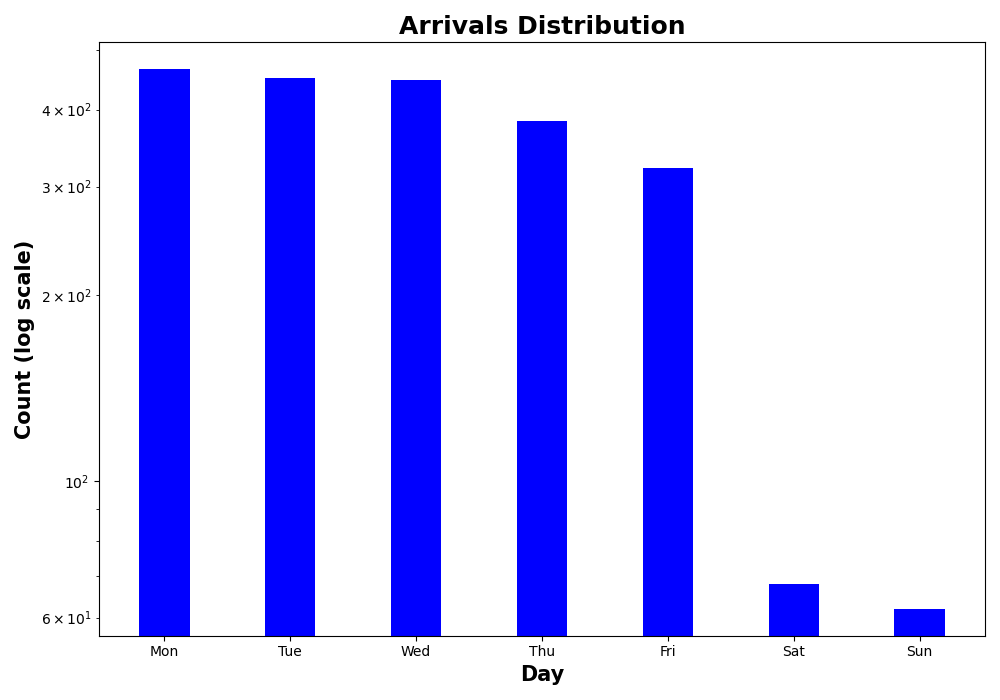 Arrivals Distribution
Count (log scale)
4 × 10²
3 × 10²
2 × 10²
10²
6 × 10¹
Mon Tue Wed Thu Fri Sat Sun
Day